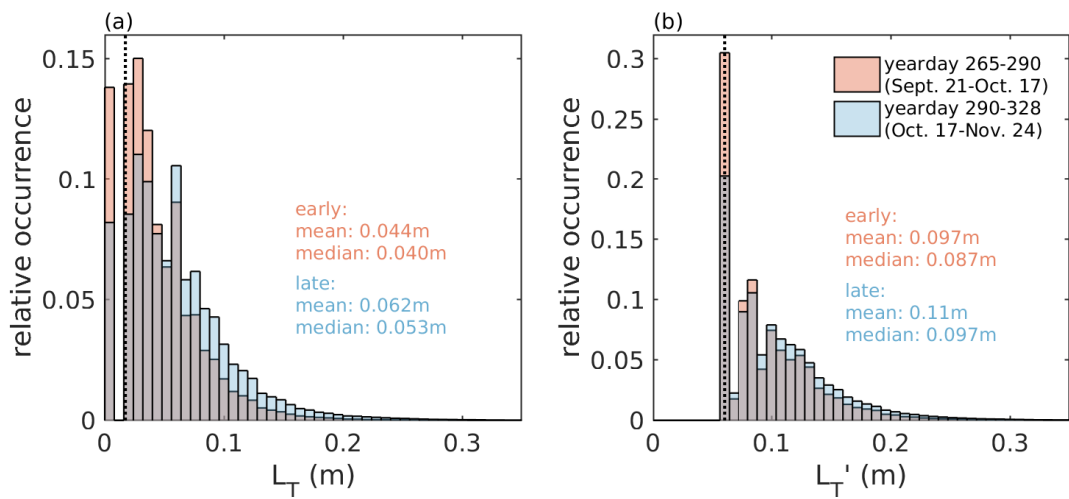 (a)
0.15
0.1
0.05
0
relative occurrence
early:
mean: 0.044m
median: 0.040m
late:
mean: 0.062m
median: 0.053m
0
0.1
0.2
0.3
L_T (m)
(b)
0.3
0.25
0.2
0.15
0.1
0.05
0
relative occurrence
yearday 265-290
(Sept. 21-Oct. 17)
yearday 290-328
(Oct. 17-Nov. 24)
early:
mean: 0.097m
median: 0.087m
late:
mean: 0.11m
median: 0.097m
0
0.1
0.2
0.3
L_T' (m)